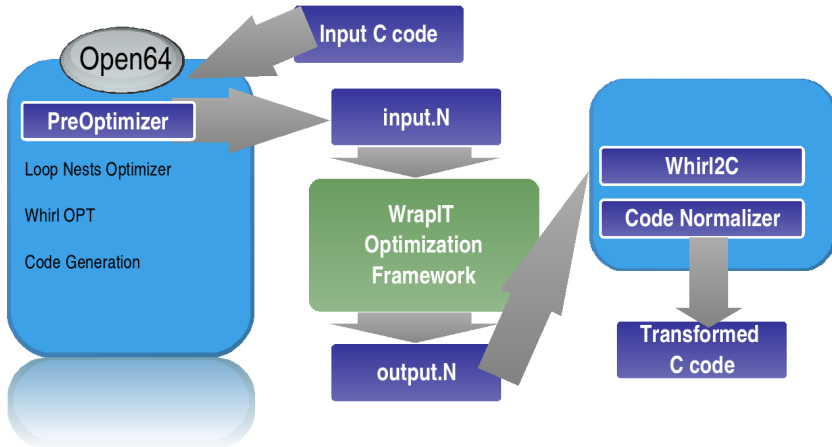 Open64
Input C code
PreOptimizer
Loop Nests Optimizer
Whirl OPT
Code Generation
input.N
WrapIT
Optimization
Framework
output.N
Whirl2C
Code Normalizer
Transformed
C code